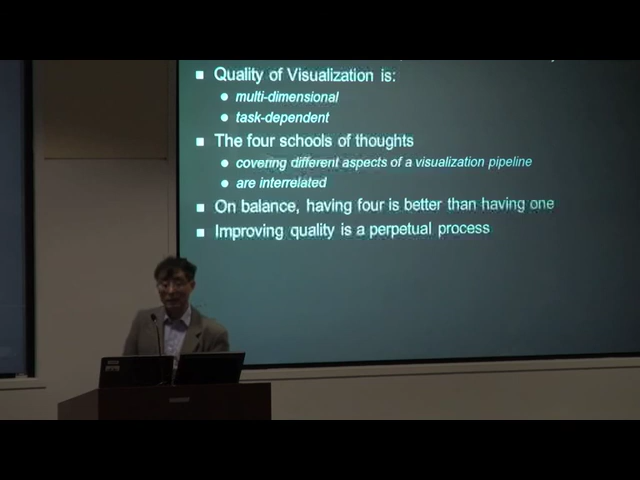 Quality of Visualization is:
multi-dimensional
task-dependent
The four schools of thoughts
covering different aspects of a visualization pipeline
are interrelated
On balance, having four is better than having one
Improving quality is a perpetual process